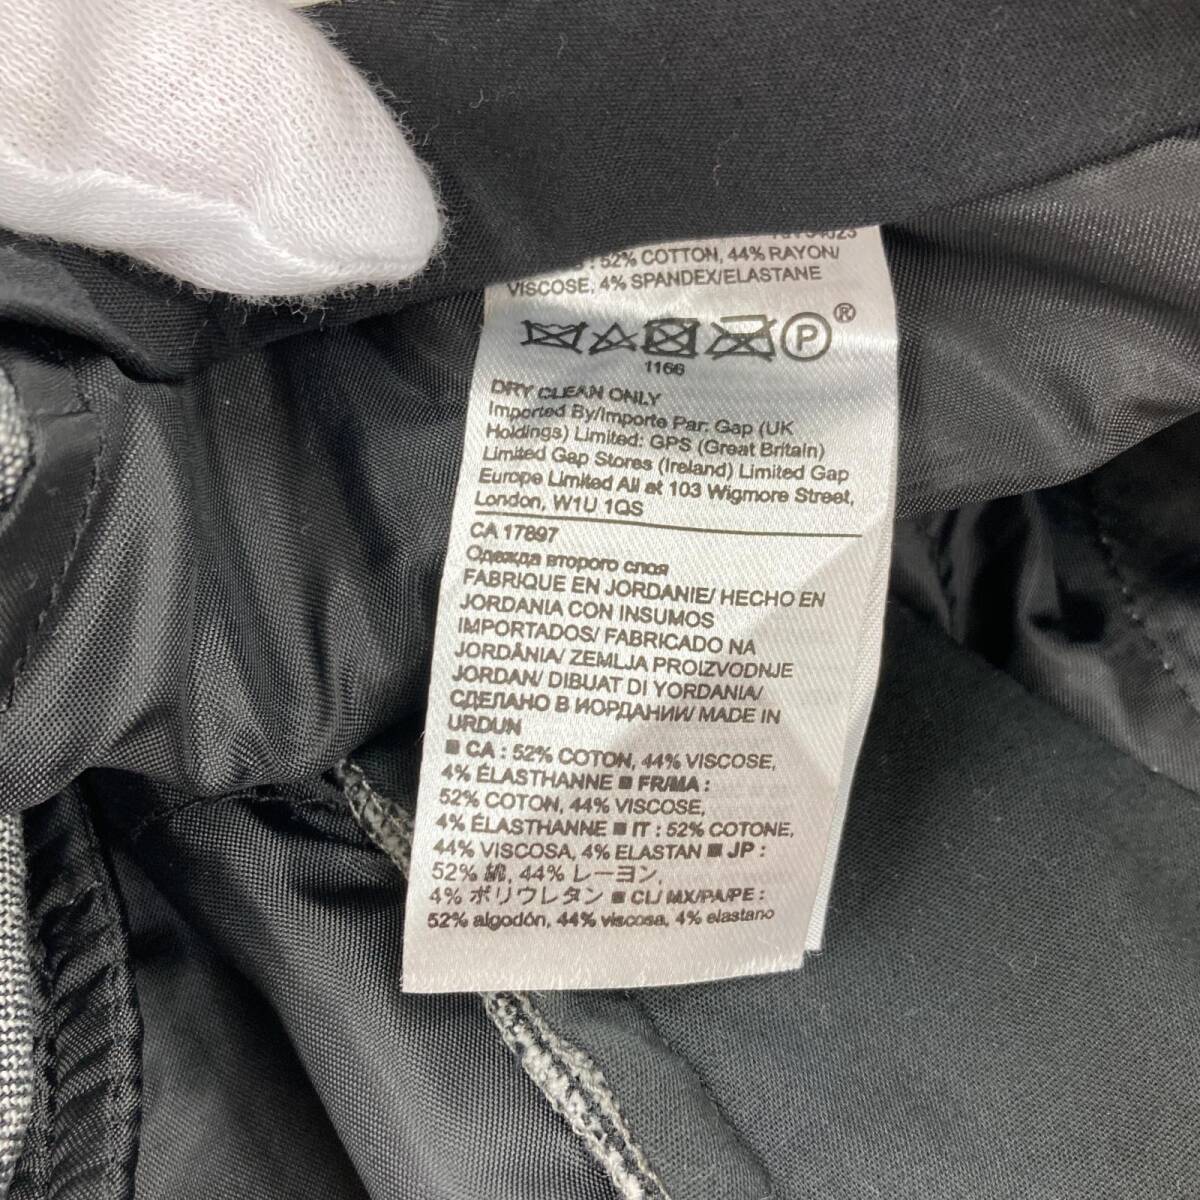 52% COTTON, 44% RAYON/
VISCOSE, 4% SPANDEX/ELASTANE
P ®
1166
DRY CLEAN ONLY
Imported By/Importe Par: Gap (UK
Holdings) Limited: GPS (Great Britain)
Limited Gap Stores (Ireland) Limited Gap
Europe Limited All at 103 Wigmore Street,
London, W1U 1QS
CA 17897
Одежда второго слоя
FABRIQUE EN JORDANIE/ HECHO EN
JORDANIA CON INSUMOS
IMPORTADOS/ FABRICADO NA
JORDÂNIA/ ZEMLJA PROIZVODNJE
JORDAN/ DIBUAT DI YORDANIA/
СДЕЛАНО В ИОРДАНИИ/ MADE IN
URDUN
■ CA : 52% COTON, 44% VISCOSE,
4% ÉLASTHANNE ■ FR/MA :
52% COTON, 44% VISCOSE,
4% ÉLASTHANNE ■ IT : 52% COTONE,
44% VISCOSA, 4% ELASTAN ■ JP :
52% 綿, 44% レーヨン,
4% ポリウレタン ■ CL/ MX/PA/PE :
52% algodón, 44% viscosa, 4% elastano